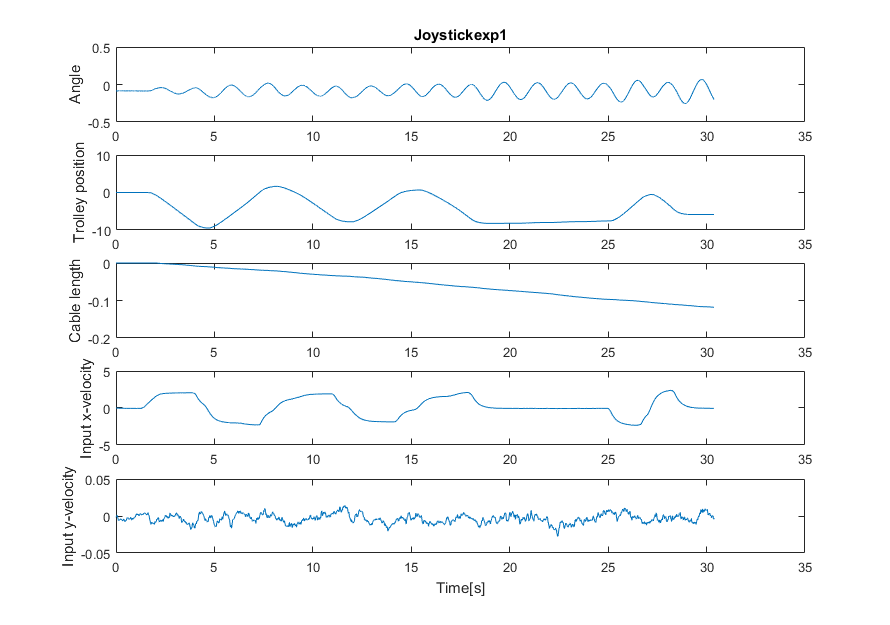 Joystickexp1
Angle
0.5
0
-0.5
0 5 10 15 20 25 30 35
Trolley position
10
0
-10
0 5 10 15 20 25 30 35
Cable length
0
-0.1
-0.2
0 5 10 15 20 25 30 35
Input x-velocity
5
0
-5
0 5 10 15 20 25 30 35
Input y-velocity
0.05
0
-0.05
0 5 10 15 20 25 30 35
Time[s]